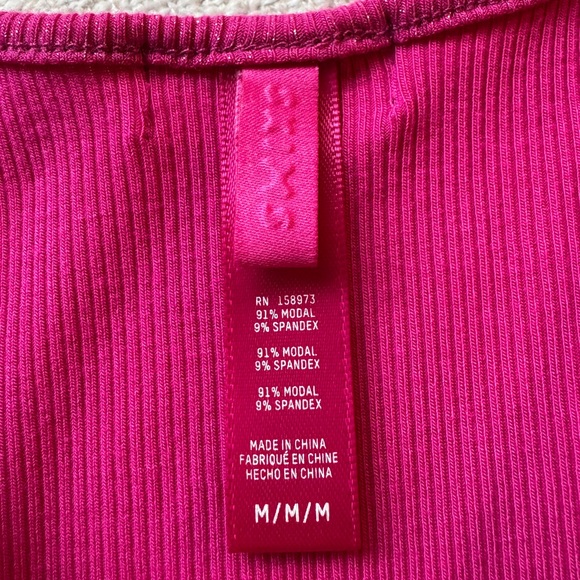 SKIMS
RN 158973
91% MODAL
9% SPANDEX
91% MODAL
9% SPANDEX
91% MODAL
9% SPANDEX
MADE IN CHINA
FABRIQUÉ EN CHINE
HECHO EN CHINA
M/M/M